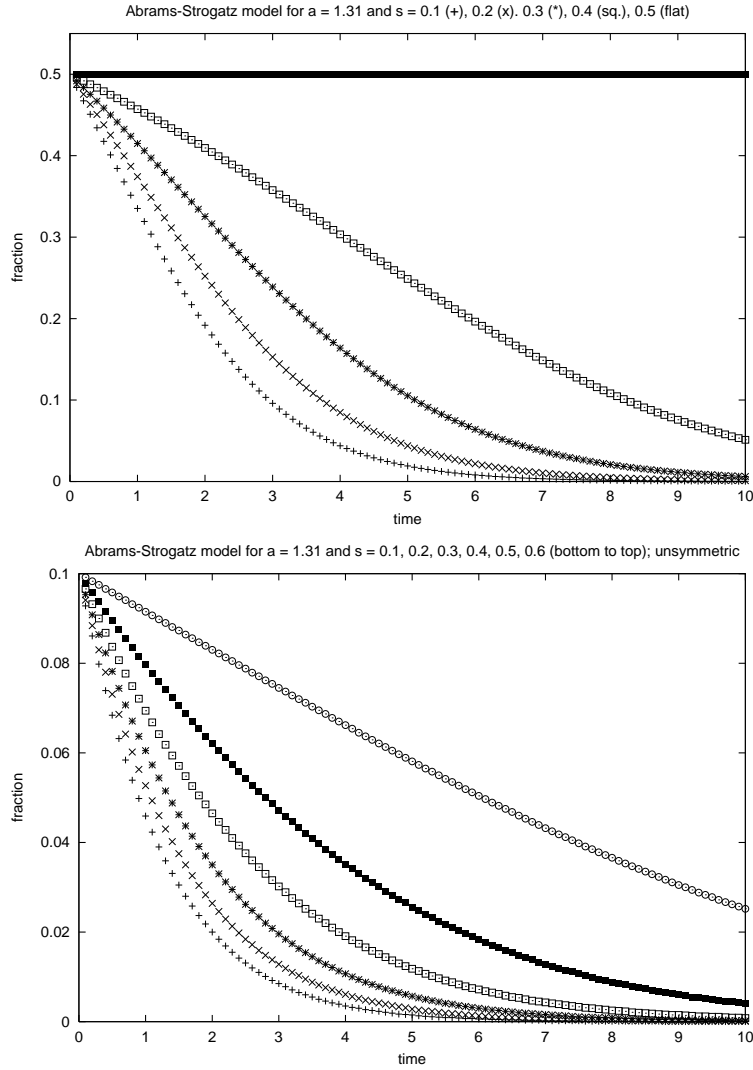 Abrams-Strogatz model for a = 1.31 and s = 0.1 (+), 0.2 (x). 0.3 (*), 0.4 (sq.), 0.5 (flat)
0.5
0.4
0.3
0.2
0.1
0
fraction
0 1 2 3 4 5 6 7 8 9 10
time
Abrams-Strogatz model for a = 1.31 and s = 0.1, 0.2, 0.3, 0.4, 0.5, 0.6 (bottom to top); unsymmetric
0.1
0.08
0.06
0.04
0.02
0
fraction
0 1 2 3 4 5 6 7 8 9 10
time